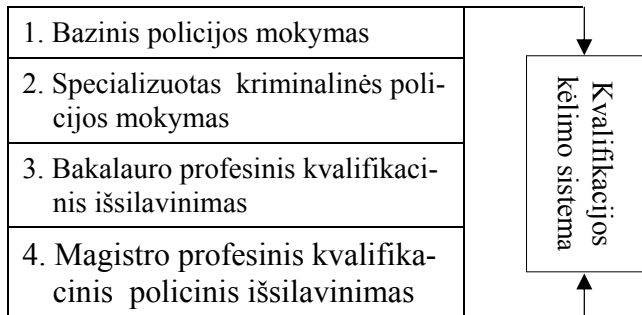 1. Bazinis policijos mokymas
2. Specializuotas kriminalinės poli-
cijos mokymas
3. Bakalauro profesinis kvalifikaci-
nis išsilavinimas
4. Magistro profesinis kvalifika-
cinis policinis išsilavinimas
Kvalifikacijos
kėlimo sistema